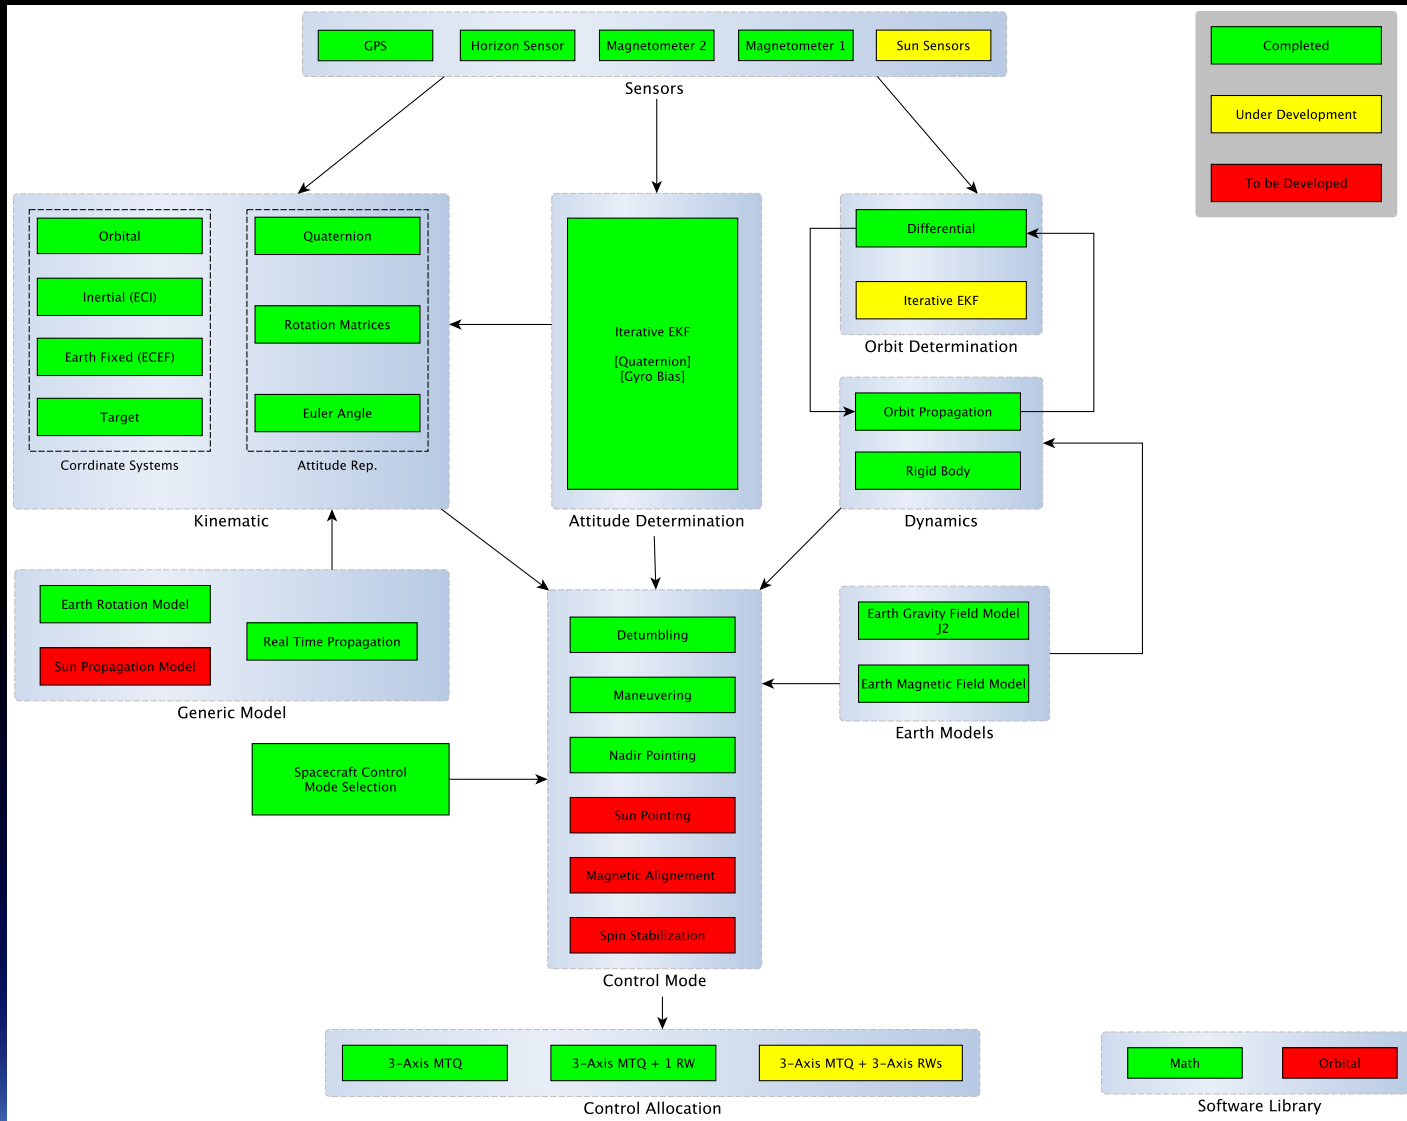 GPS
Horizon Sensor
Magnetometer 2
Magnetometer 1
Sun Sensors
Sensors
Completed
Under Development
To be Developed
Orbital
Inertial (ECI)
Earth Fixed (ECEF)
Target
Corrdinate Systems
Quaternion
Rotation Matrices
Euler Angle
Attitude Rep.
Kinematic
Iterative EKF
[Quaternion]
[Gyro Bias]
Attitude Determination
Differential
Iterative EKF
Orbit Determination
Orbit Propagation
Rigid Body
Dynamics
Earth Rotation Model
Sun Propagation Model
Real Time Propagation
Generic Model
Spacecraft Control
Mode Selection
Detumbling
Maneuvering
Nadir Pointing
Sun Pointing
Magnetic Alignement
Spin Stabilization
Control Mode
Earth Gravity Field Model
J2
Earth Magnetic Field Model
Earth Models
3-Axis MTQ
3-Axis MTQ + 1 RW
3-Axis MTQ + 3-Axis RWs
Control Allocation
Math
Orbital
Software Library